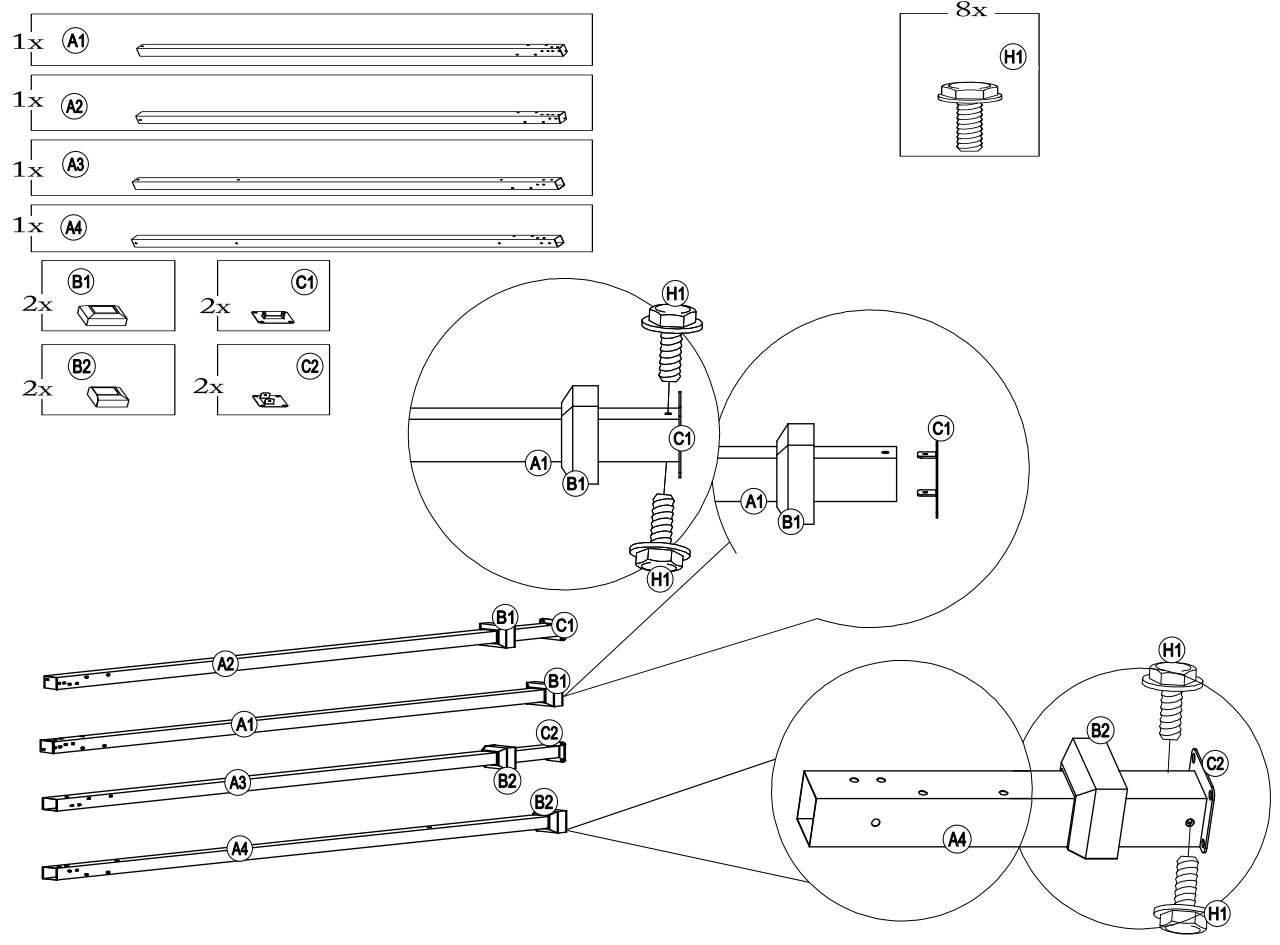 1x A1
1x A2
1x A3
1x A4
2x B1
2x C1
2x B2
2x C2
8x
H1
H1
A1
B1
C1
H1
C1
A1
B1
B1
C1
A2
B1
A1
C2
B2
A3
B2
A4
H1
B2
C2
A4
H1